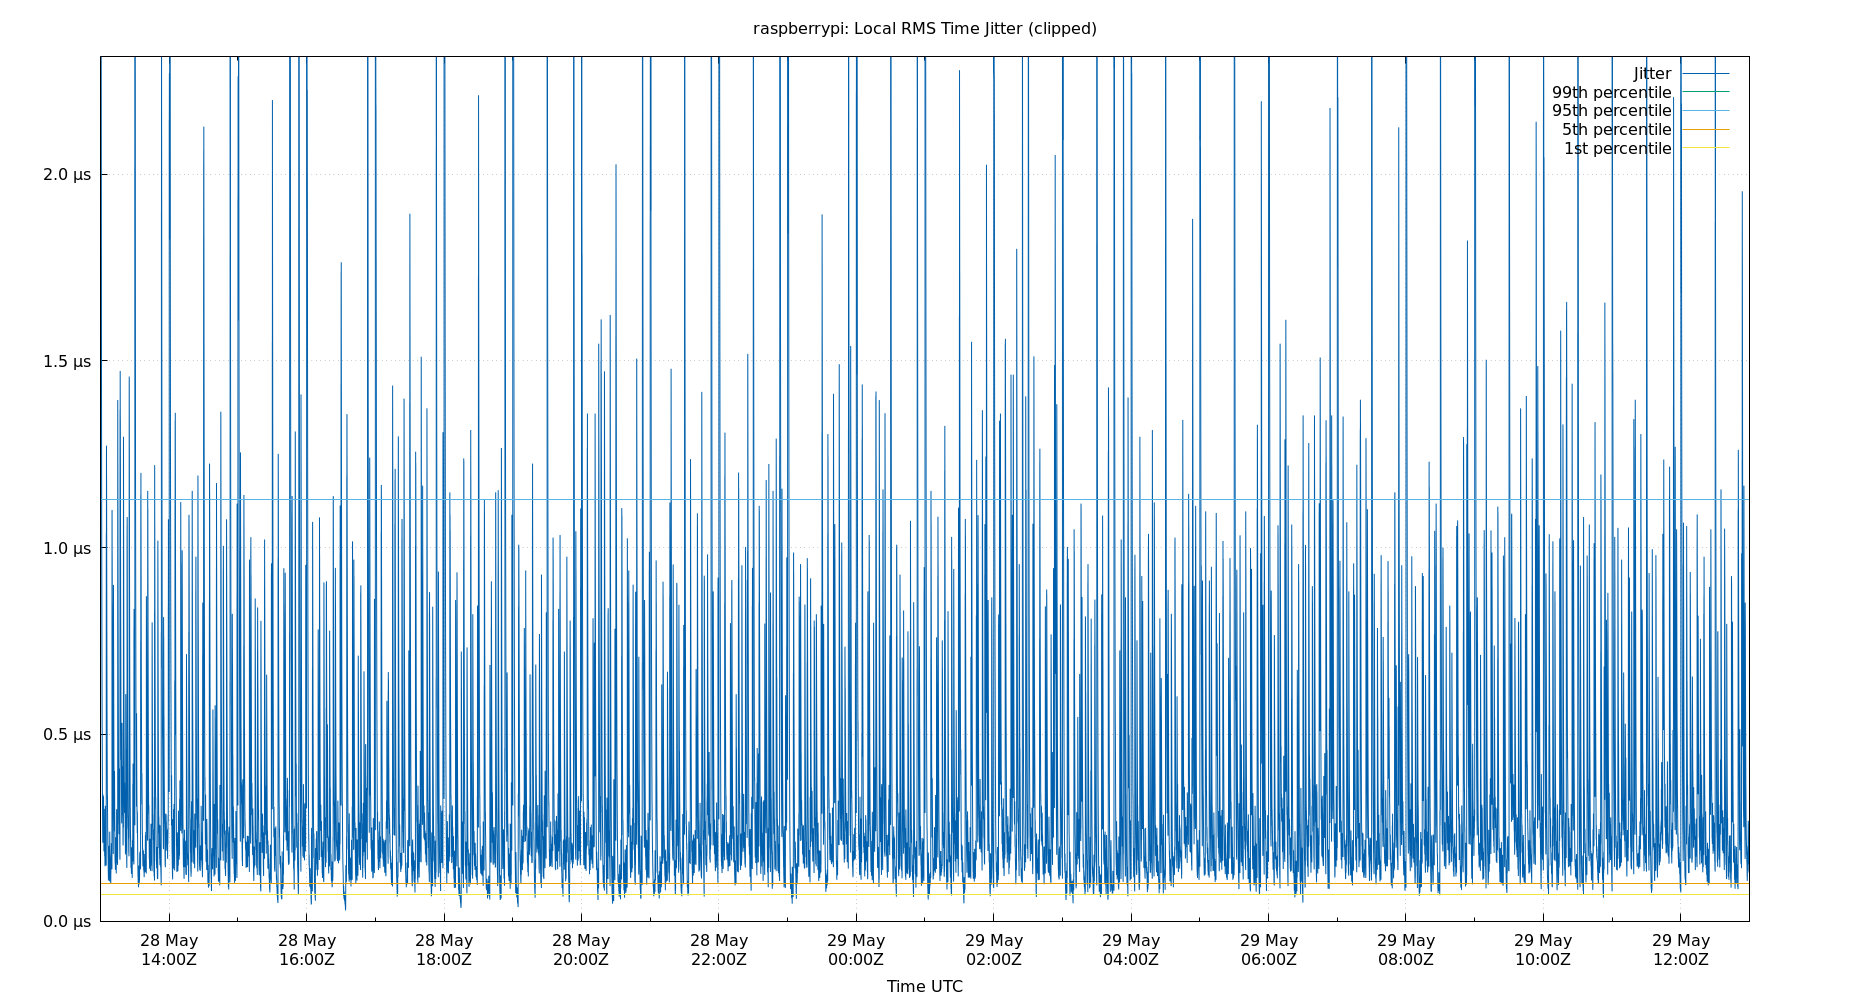 raspberrypi: Local RMS Time Jitter (clipped)
Jitter
99th percentile
95th percentile
5th percentile
1st percentile
2.0 μs
1.5 μs
1.0 μs
0.5 μs
0.0 μs
28 May 28 May 28 May 28 May 28 May 29 May 29 May 29 May 29 May 29 May 29 May 29 May
14:00Z 16:00Z 18:00Z 20:00Z 22:00Z 00:00Z 02:00Z 04:00Z 06:00Z 08:00Z 10:00Z 12:00Z
Time UTC